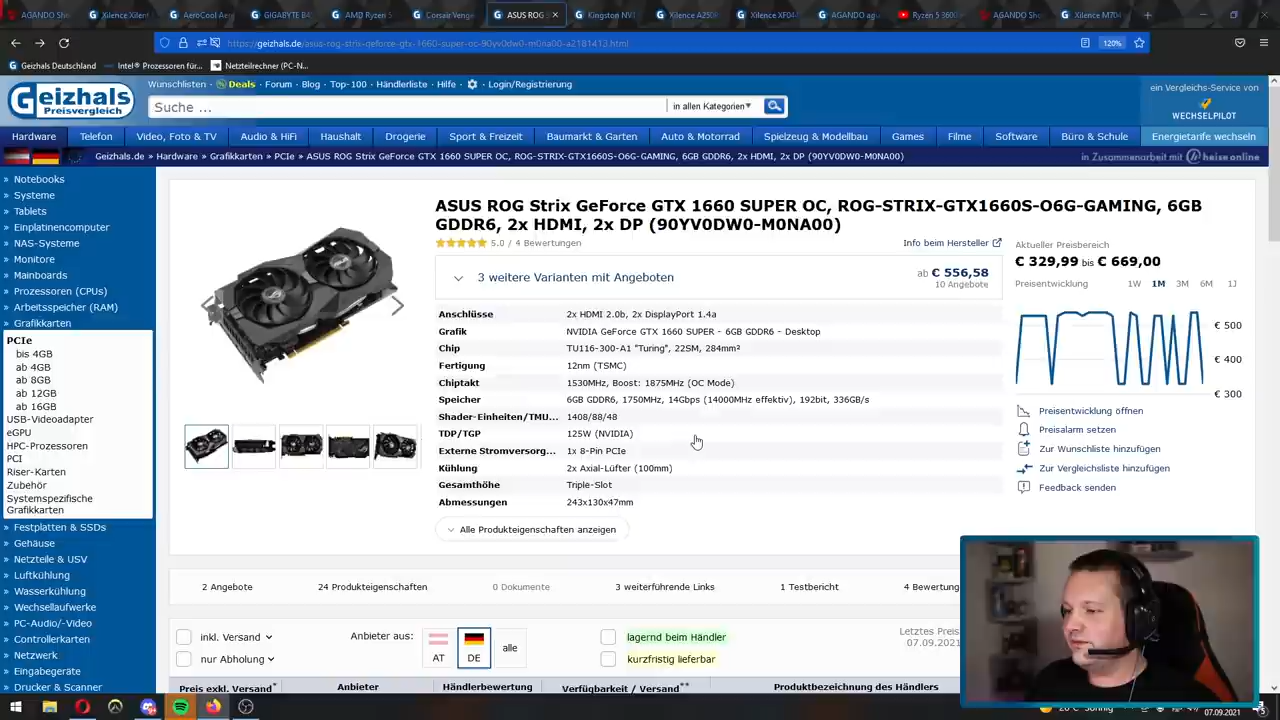 AGANDO Sho
Xilence Xilent
AeroCool Aer
GIGABYTE B4
AMD Ryzen 5
Corsair Venge
ASUS ROG S
Kingston NV1
Xilence A250R
Xilence XF04
AGANDO agu
Ryzen 5 3600
AGANDO Sho
Xilence M704
https://geizhals.de/asus-rog-strix-geforce-gtx-1660-super-oc-90yv0dw0-m0na00-a2181413.html
120%
Geizhals Deutschland
Intel® Prozessoren für...
Netzteilrechner (PC-N...
Geizhals
Preisvergleich
Wunschlisten
Deals
Forum
Blog
Top-100
Händlerliste
Hilfe
Login/Registrierung
ein Vergleichs-Service von
WECHSELPILOT
Suche ...
in allen Kategorien
Hardware
Telefon
Video, Foto & TV
Audio & HiFi
Haushalt
Drogerie
Sport & Freizeit
Baumarkt & Garten
Auto & Motorrad
Spielzeug & Modellbau
Games
Filme
Software
Büro & Schule
Energietarife wechseln
Geizhals.de » Hardware » Grafikkarten » PCIe » ASUS ROG Strix GeForce GTX 1660 SUPER OC, ROG-STRIX-GTX1660S-O6G-GAMING, 6GB GDDR6, 2x HDMI, 2x DP (90YV0DW0-M0NA00)
in Zusammenarbeit mit heise online
» Notebooks
» Systeme
» Tablets
» Einplatinencomputer
» NAS-Systeme
» Monitore
» Mainboards
» Prozessoren (CPUs)
» Arbeitsspeicher (RAM)
» Grafikkarten
PCIe
bis 4GB
ab 4GB
ab 8GB
ab 12GB
ab 16GB
USB-Videoadapter
eGPU
HPC-Prozessoren
PCI
Riser-Karten
Zubehör
Systemspezifische
Grafikkarten
» Festplatten & SSDs
» Gehäuse
» Netzteile & USV
» Luftkühlung
» Wasserkühlung
» Wechsellaufwerke
» PC-Audio/-Video
» Controllerkarten
» Netzwerk
» Eingabegeräte
» Drucker & Scanner
ASUS ROG Strix GeForce GTX 1660 SUPER OC, ROG-STRIX-GTX1660S-O6G-GAMING, 6GB
GDDR6, 2x HDMI, 2x DP (90YV0DW0-M0NA00)
5.0 / 4 Bewertungen
Info beim Hersteller
3 weitere Varianten mit Angeboten
ab € 556,58
10 Angebote
Anschlüsse 2x HDMI 2.0b, 2x DisplayPort 1.4a
Grafik NVIDIA GeForce GTX 1660 SUPER - 6GB GDDR6 - Desktop
Chip TU116-300-A1 "Turing", 22SM, 284mm²
Fertigung 12nm (TSMC)
Chiptakt 1530MHz, Boost: 1875MHz (OC Mode)
Speicher 6GB GDDR6, 1750MHz, 14Gbps (14000MHz effektiv), 192bit, 336GB/s
Shader-Einheiten/TMU... 1408/88/48
TDP/TGP 125W (NVIDIA)
Externe Stromversorg... 1x 8-Pin PCIe
Kühlung 2x Axial-Lüfter (100mm)
Gesamthöhe Triple-Slot
Abmessungen 243x130x47mm
Alle Produkteigenschaften anzeigen
Aktueller Preisbereich
€ 329,99 bis € 669,00
Preisentwicklung 1W 1M 3M 6M 1J
€ 500
€ 400
€ 300
Preisentwicklung öffnen
Preisalarm setzen
Zur Wunschliste hinzufügen
Zur Vergleichsliste hinzufügen
Feedback senden
2 Angebote
24 Produkteigenschaften
0 Dokumente
3 weiterführende Links
1 Testbericht
4 Bewertung
inkl. Versand
nur Abholung
Anbieter aus:
AT
DE
alle
lagernd beim Händler
kurzfristig lieferbar
Letztes Preis
07.09.2021
Preis exkl. Versand*
Anbieter
Händlerbewertung
Verfügbarkeit / Versand**
Produktbezeichnung des Händlers
07.09.2021